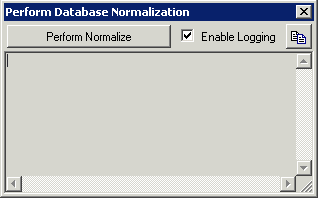 Perform Database Normalization
Perform Normalize
Enable Logging